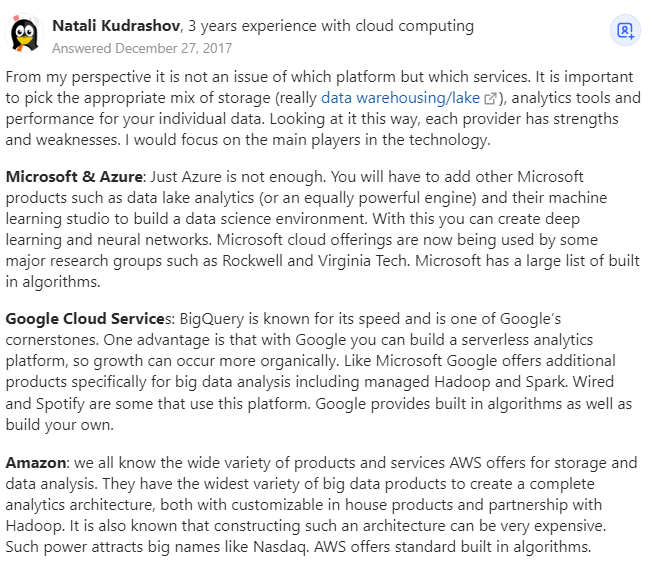 Natali Kudrashov, 3 years experience with cloud computing
Answered December 27, 2017
From my perspective it is not an issue of which platform but which services. It is important
to pick the appropriate mix of storage (really data warehousing/lake), analytics tools and
performance for your individual data. Looking at it this way, each provider has strengths
and weaknesses. I would focus on the main players in the technology.
Microsoft & Azure: Just Azure is not enough. You will have to add other Microsoft
products such as data lake analytics (or an equally powerful engine) and their machine
learning studio to build a data science environment. With this you can create deep
learning and neural networks. Microsoft cloud offerings are now being used by some
major research groups such as Rockwell and Virginia Tech. Microsoft has a large list of built
in algorithms.
Google Cloud Services: BigQuery is known for its speed and is one of Google’s
cornerstones. One advantage is that with Google you can build a serverless analytics
platform, so growth can occur more organically. Like Microsoft Google offers additional
products specifically for big data analysis including managed Hadoop and Spark. Wired
and Spotify are some that use this platform. Google provides built in algorithms as well as
build your own.
Amazon: we all know the wide variety of products and services AWS offers for storage and
data analysis. They have the widest variety of big data products to create a complete
analytics architecture, both with customizable in house products and partnership with
Hadoop. It is also known that constructing such an architecture can be very expensive.
Such power attracts big names like Nasdaq. AWS offers standard built in algorithms.